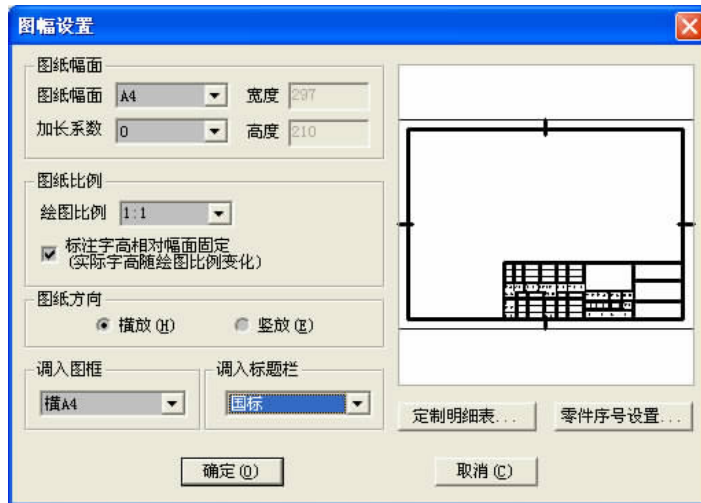 图幅设置
图纸幅面
图纸幅面 A4 宽度 297
加长系数 0 高度 210
图纸比例
绘图比例 1:1
标注字高相对幅面固定
(实际字高随绘图比例变化)
图纸方向
横放(H) 竖放(E)
调入图框 调入标题栏
横A4 国标
定制明细表... 零件序号设置...
确定(O) 取消(C)